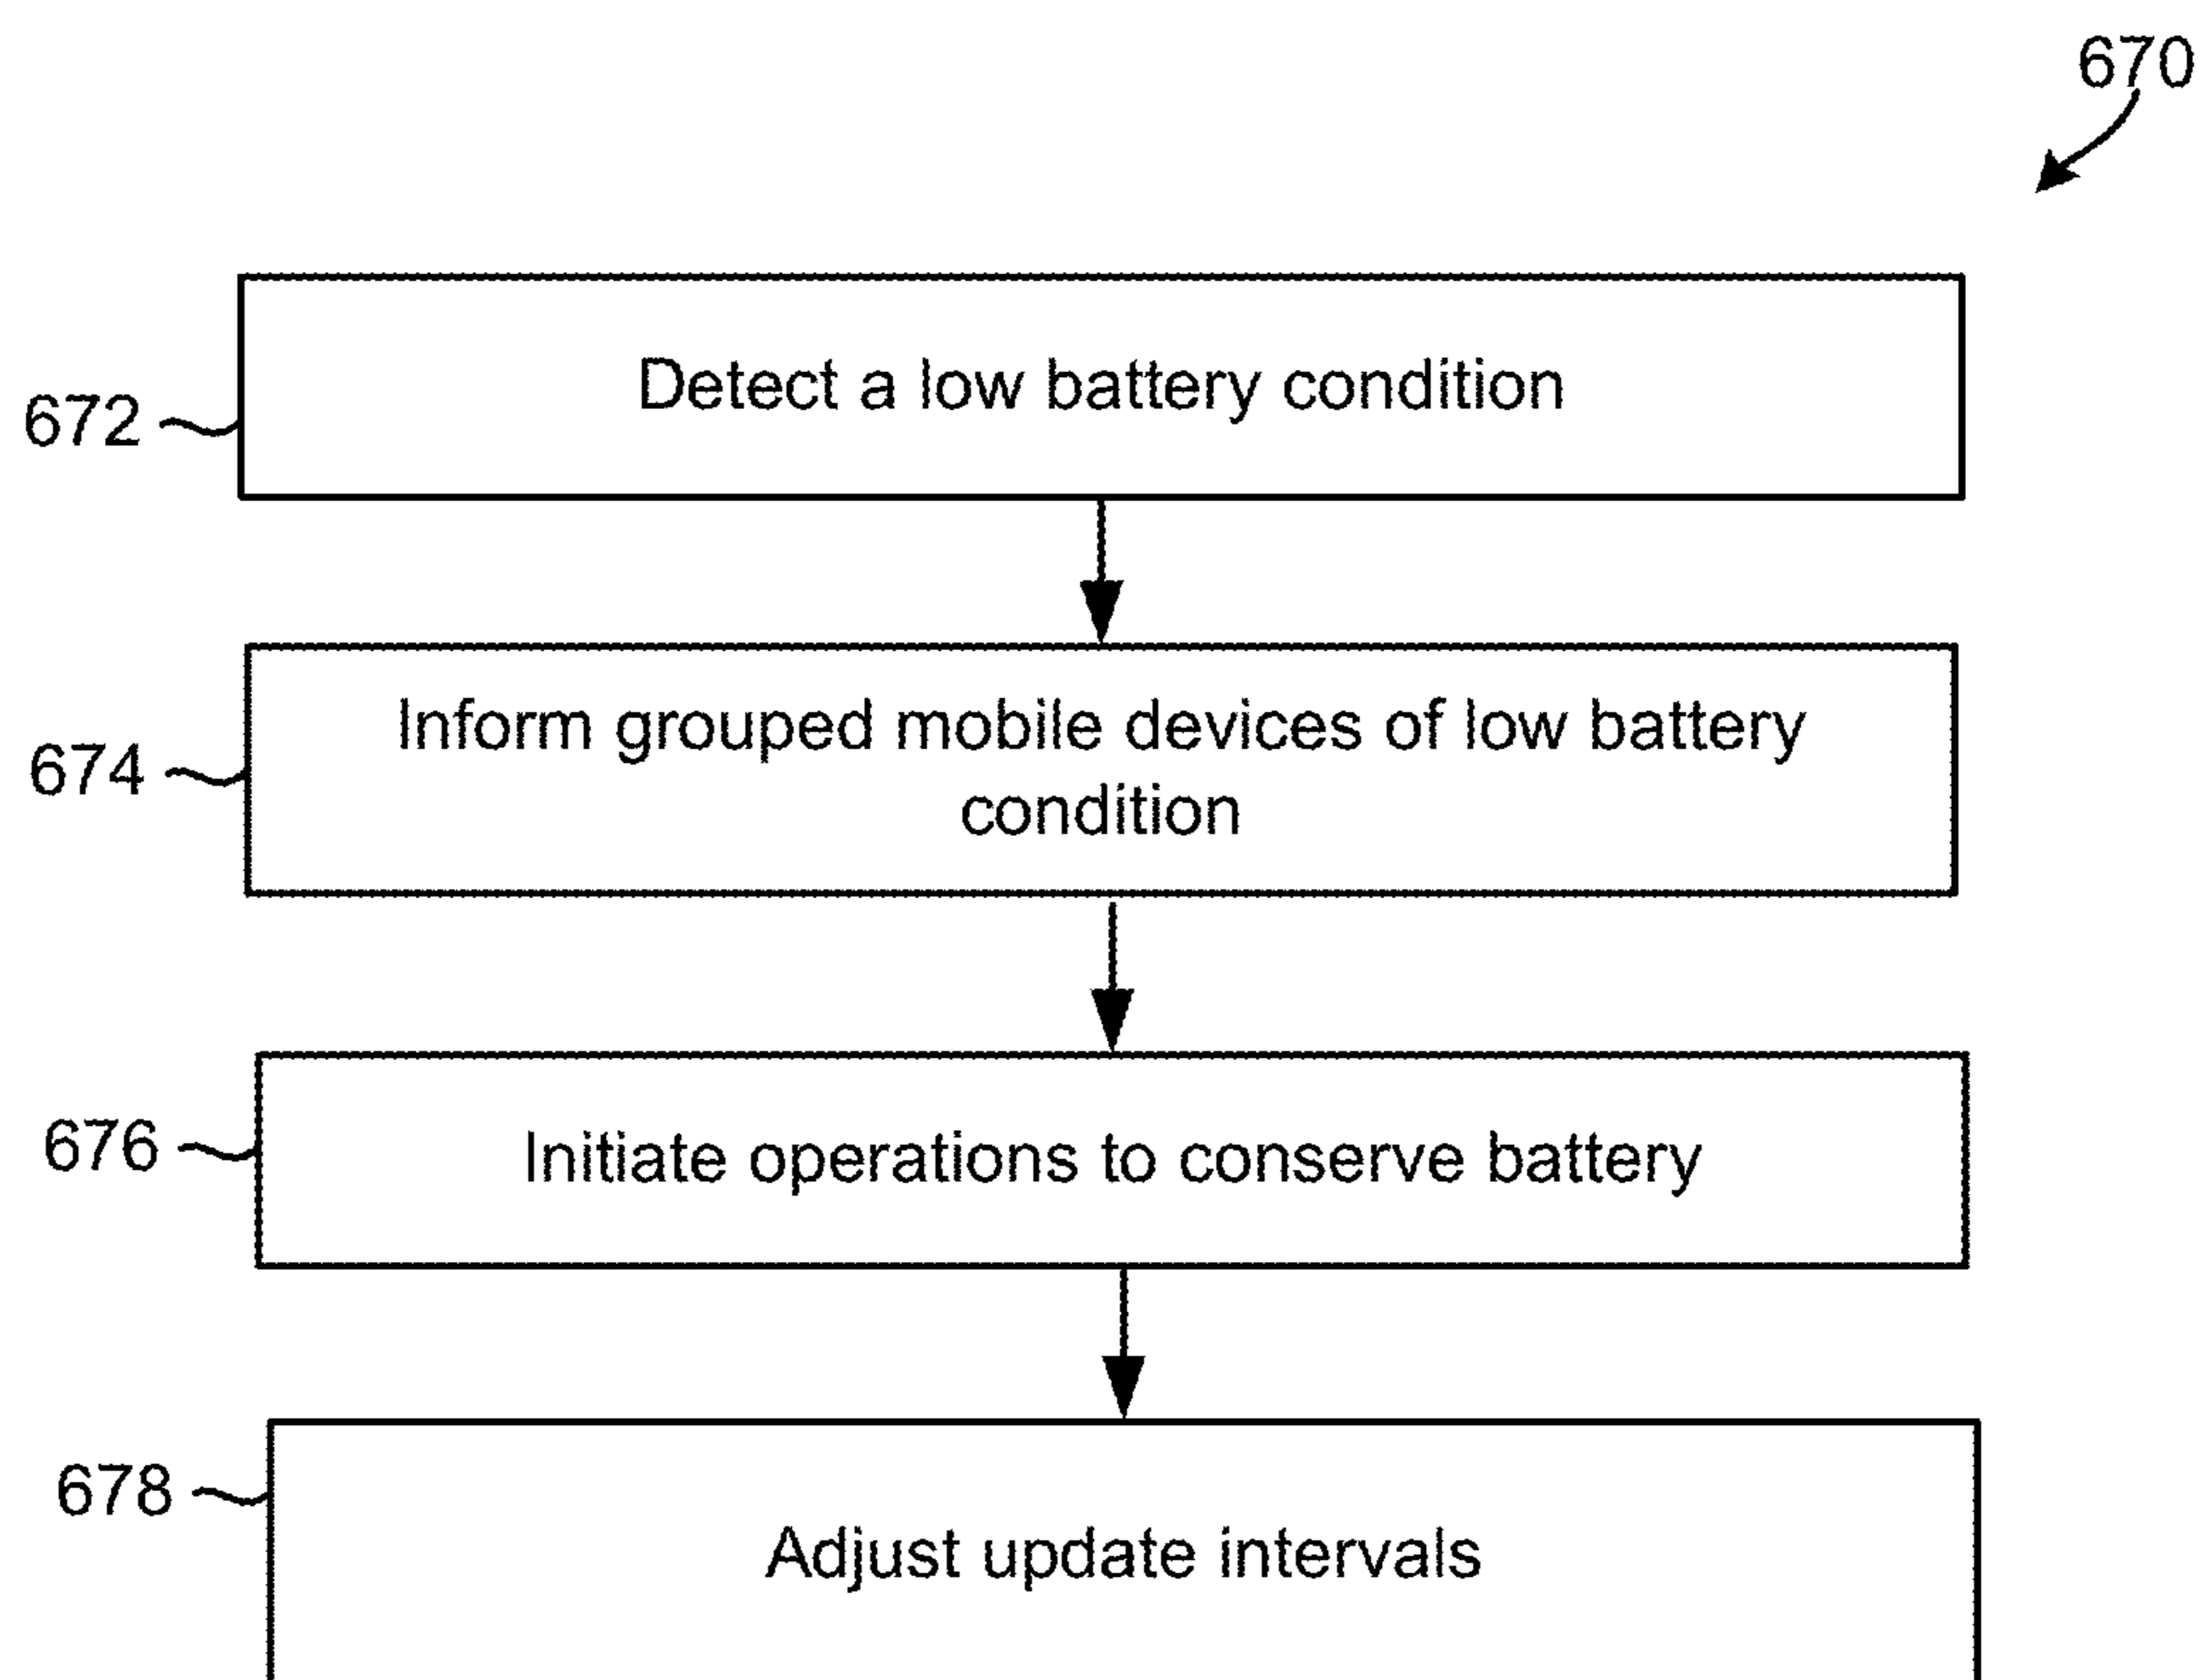 670
Detect a low battery condition
672
Inform grouped mobile devices of low battery
condition
674
Initiate operations to conserve battery
676
678
Adjust update intervals